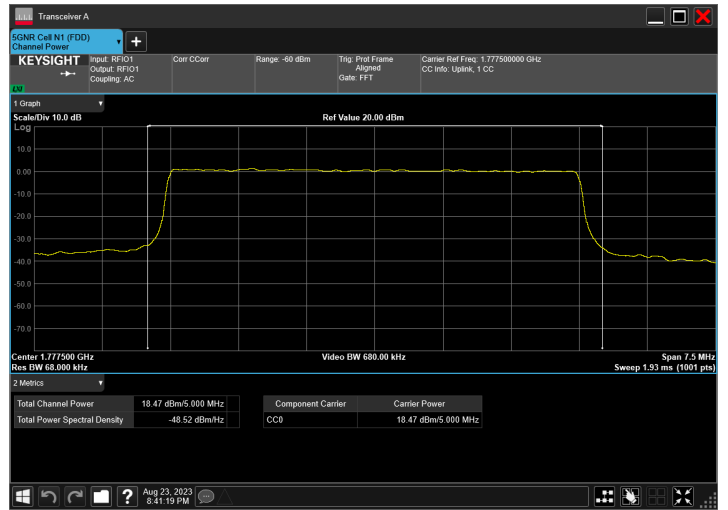 Transceiver A
5GNR Cell N1 (FDD)
Channel Power
KEYSIGHT
LXI
Input: RFIO1
Output: RFIO1
Coupling: AC
Corr CCorr
Range: -60 dBm
Trig: Prot Frame
Aligned
Gate: FFT
Carrier Ref Freq: 1.777500000 GHz
CC Info: Uplink, 1 CC
1 Graph
Scale/Div 10.0 dB
Ref Value 20.00 dBm
Log
10.0
0.00
-10.0
-20.0
-30.0
-40.0
-50.0
-60.0
-70.0
Center 1.777500 GHz
Video BW 680.00 kHz
Span 7.5 MHz
Res BW 68.000 kHz
Sweep 1.93 ms (1001 pts)
2 Metrics
Total Channel Power 18.47 dBm/5.000 MHz
Total Power Spectral Density -48.52 dBm/Hz
Component Carrier Carrier Power
CC0 18.47 dBm/5.000 MHz
?
Aug 23, 2023
8:41:19 PM